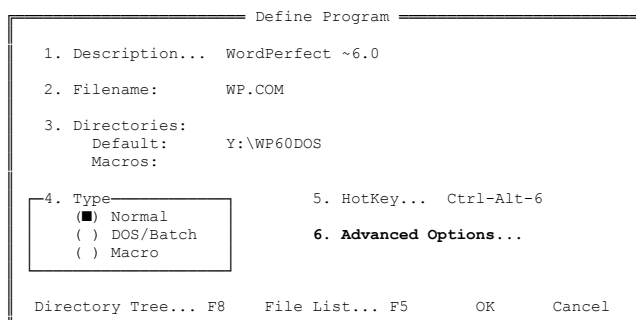 Define Program
1. Description... WordPerfect ~6.0
2. Filename: WP.COM
3. Directories:
Default: Y:\WP60DOS
Macros:
4. Type
(■) Normal
( ) DOS/Batch
( ) Macro
5. HotKey... Ctrl-Alt-6
6. Advanced Options...
Directory Tree... F8 File List... F5 OK Cancel